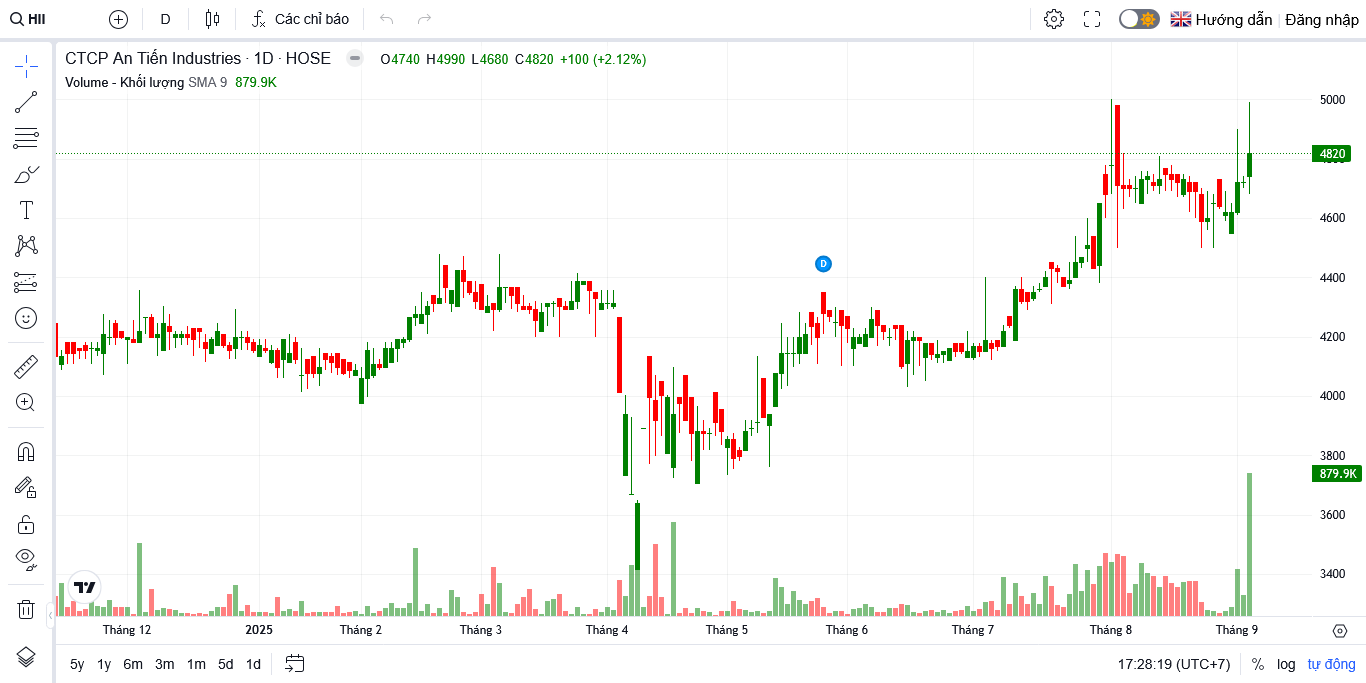 HII D Các chỉ báo Hướng dẫn Đăng nhập
CTCP An Tiến Industries · 1D · HOSE O4740 H4990 L4680 C4820 +100 (+2.12%)
Volume - Khối lượng SMA 9 879.9K
5000
4820
4600
4400
4200
4000
3800
879.9K
3600
3400
D
Tháng 12 2025 Tháng 2 Tháng 3 Tháng 4 Tháng 5 Tháng 6 Tháng 7 Tháng 8 Tháng 9
5y 1y 6m 3m 1m 5d 1d 17:28:19 (UTC+7) % log tự động